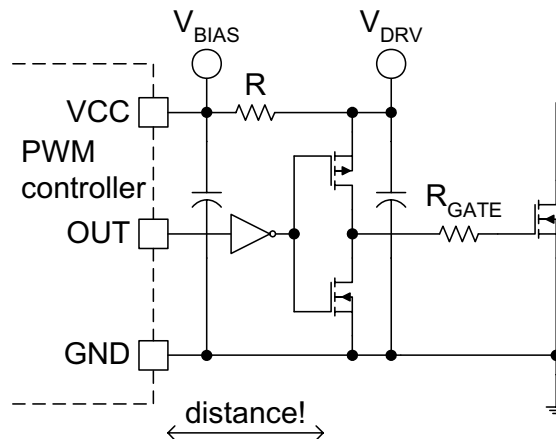 V_BIAS
V_DRV
R
VCC
PWM
controller
R_GATE
OUT
GND
distance!